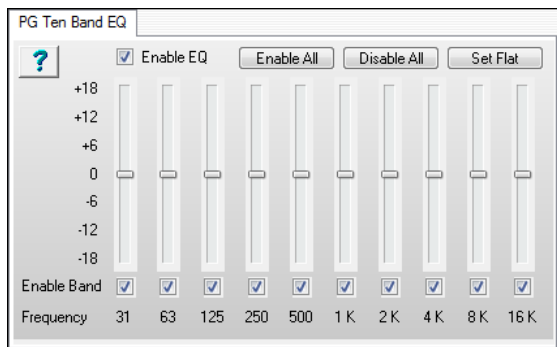 PG Ten Band EQ
? Enable EQ Enable All Disable All Set Flat
+18
+12
+6
0
-6
-12
-18
Enable Band
Frequency 31 63 125 250 500 1 K 2 K 4 K 8 K 16 K